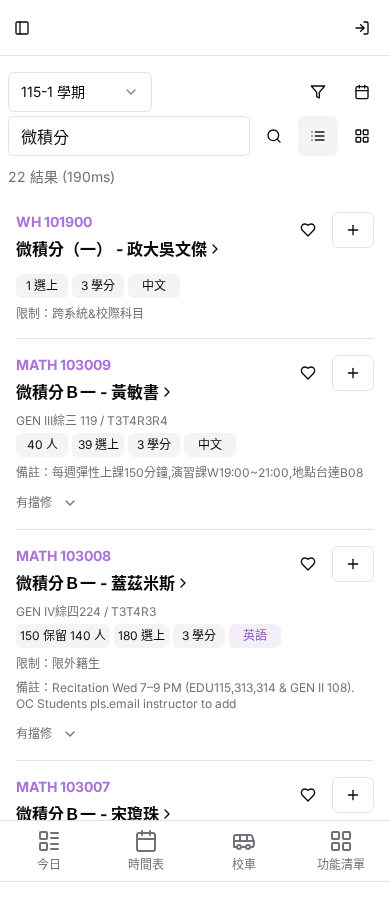 115-1 學期
微積分
22 結果 (190ms)
WH 101900
微積分（一） - 政大吳文傑
1 選上
3 學分
中文
限制：跨系統&校際科目
MATH 103009
微積分Ｂ一 - 黃敏書
GEN III綜三 119 / T3T4R3R4
40 人
39 選上
3 學分
中文
備註：每週彈性上課150分鐘,演習課W19:00~21:00,地點台達B08
有擋修
MATH 103008
微積分Ｂ一 - 蓋茲米斯
GEN IV綜四224 / T3T4R3
150 保留 140 人
180 選上
3 學分
英語
限制：限外籍生
備註：Recitation Wed 7–9 PM (EDU115,313,314 & GEN II 108).
OC Students pls.email instructor to add
有擋修
MATH 103007
微積分Ｂ一 - 宋瓊珠
今日
時間表
校車
功能清單